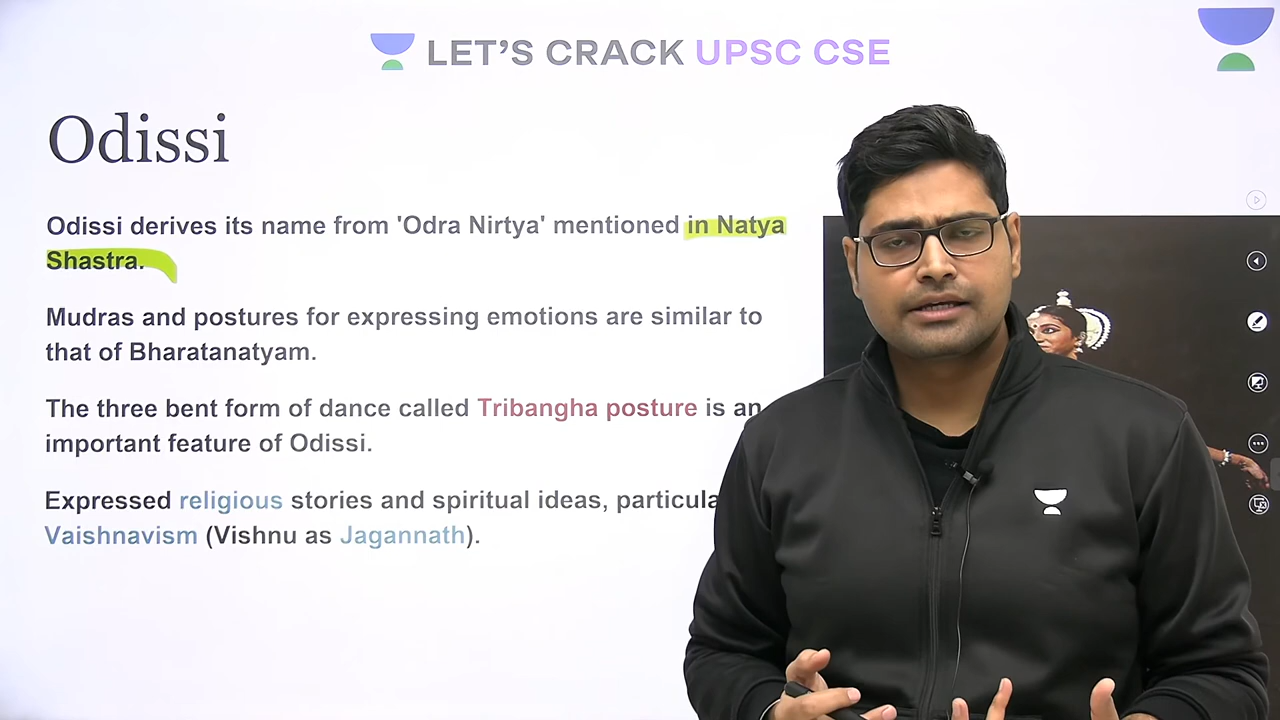 LET'S CRACK UPSC CSE
Odissi
Odissi derives its name from 'Odra Nirtya' mentioned in Natya
Shastra.
Mudras and postures for expressing emotions are similar to
that of Bharatanatyam.
The three bent form of dance called Tribangha posture is an
important feature of Odissi.
Expressed religious stories and spiritual ideas,
Vaishnavism (Vishnu as Jagannath).